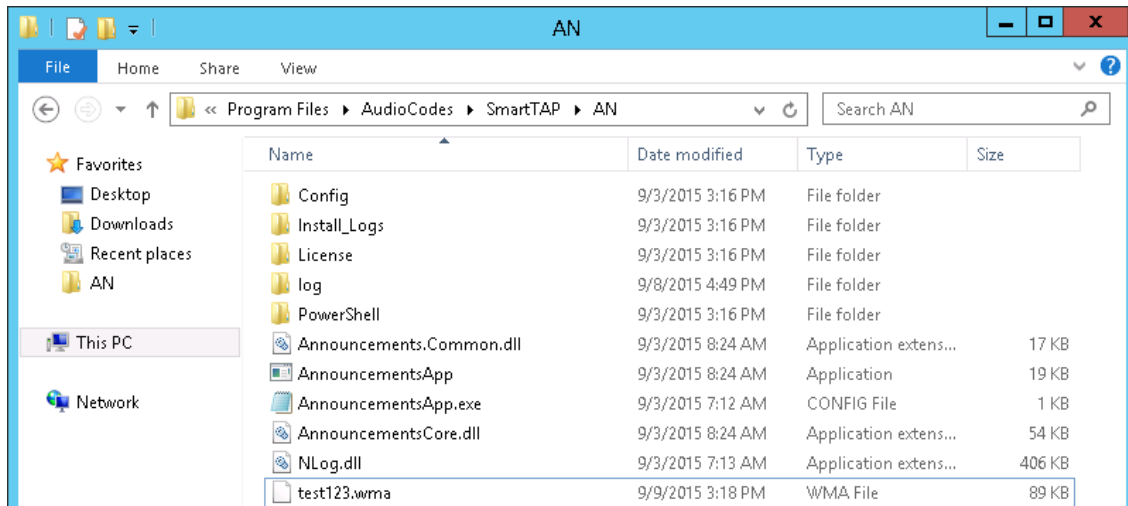 AN
File Home Share View
« Program Files ▸ AudioCodes ▸ SmartTAP ▸ AN Search AN
Favorites
Desktop
Downloads
Recent places
AN
This PC
Network
Name Date modified Type Size
Config 9/3/2015 3:16 PM File folder
Install_Logs 9/3/2015 3:16 PM File folder
License 9/3/2015 3:16 PM File folder
log 9/8/2015 4:49 PM File folder
PowerShell 9/3/2015 3:16 PM File folder
Announcements.Common.dll 9/3/2015 8:24 AM Application extens... 17 KB
AnnouncementsApp 9/3/2015 8:24 AM Application 19 KB
AnnouncementsApp.exe 9/3/2015 7:12 AM CONFIG File 1 KB
AnnouncementsCore.dll 9/3/2015 8:24 AM Application extens... 54 KB
NLog.dll 9/3/2015 7:13 AM Application extens... 406 KB
test123.wma 9/9/2015 3:18 PM WMA File 89 KB